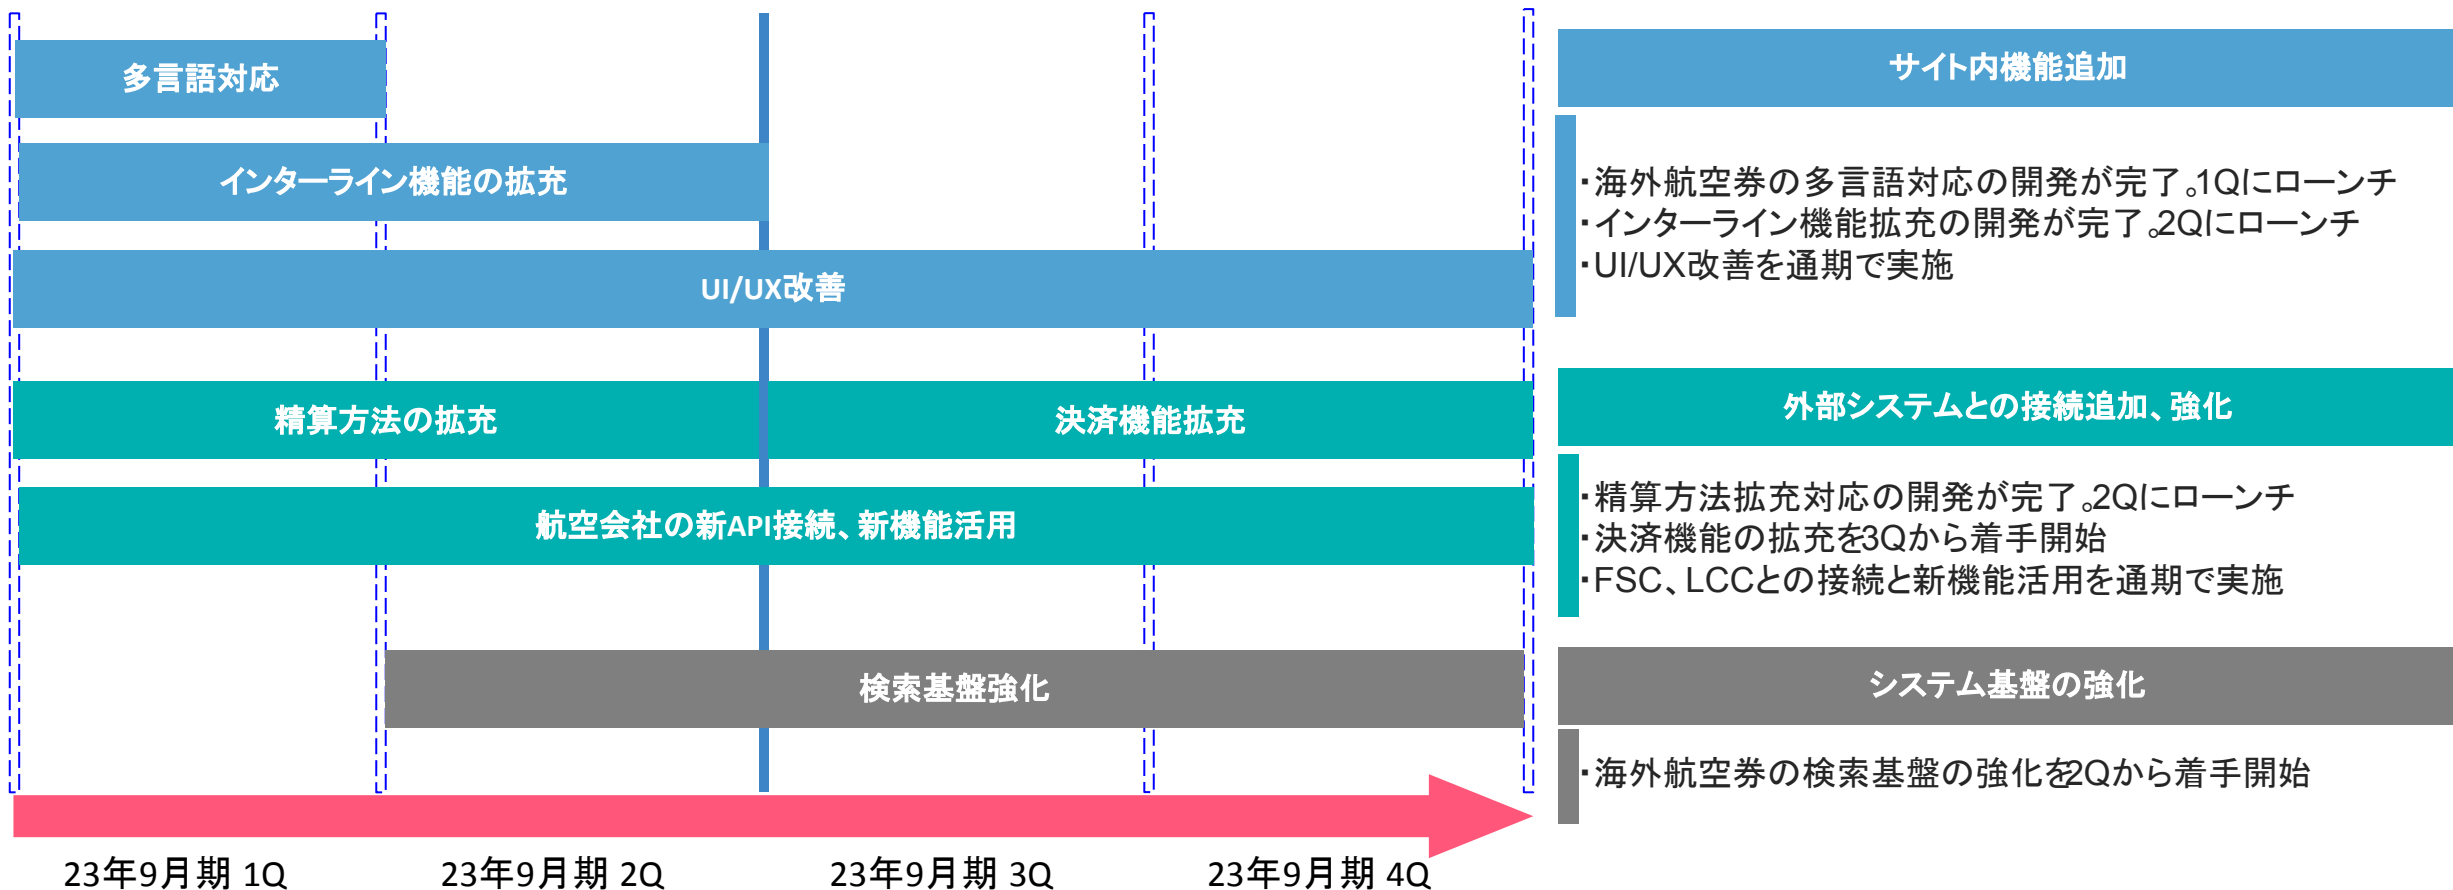 多言語対応
インターライン機能の拡充
UI/UX改善
精算方法の拡充
決済機能拡充
航空会社の新API接続、新機能活用
検索基盤強化
23年9月期 1Q
23年9月期 2Q
23年9月期 3Q
23年9月期 4Q
サイト内機能追加
・海外航空券の多言語対応の開発が完了。1Qにローンチ
・インターライン機能拡充の開発が完了。2Qにローンチ
・UI/UX改善を通期で実施
外部システムとの接続追加、強化
・精算方法拡充対応の開発が完了。2Qにローンチ
・決済機能の拡充を3Qから着手開始
・FSC、LCCとの接続と新機能活用を通期で実施
システム基盤の強化
・海外航空券の検索基盤の強化を2Qから着手開始